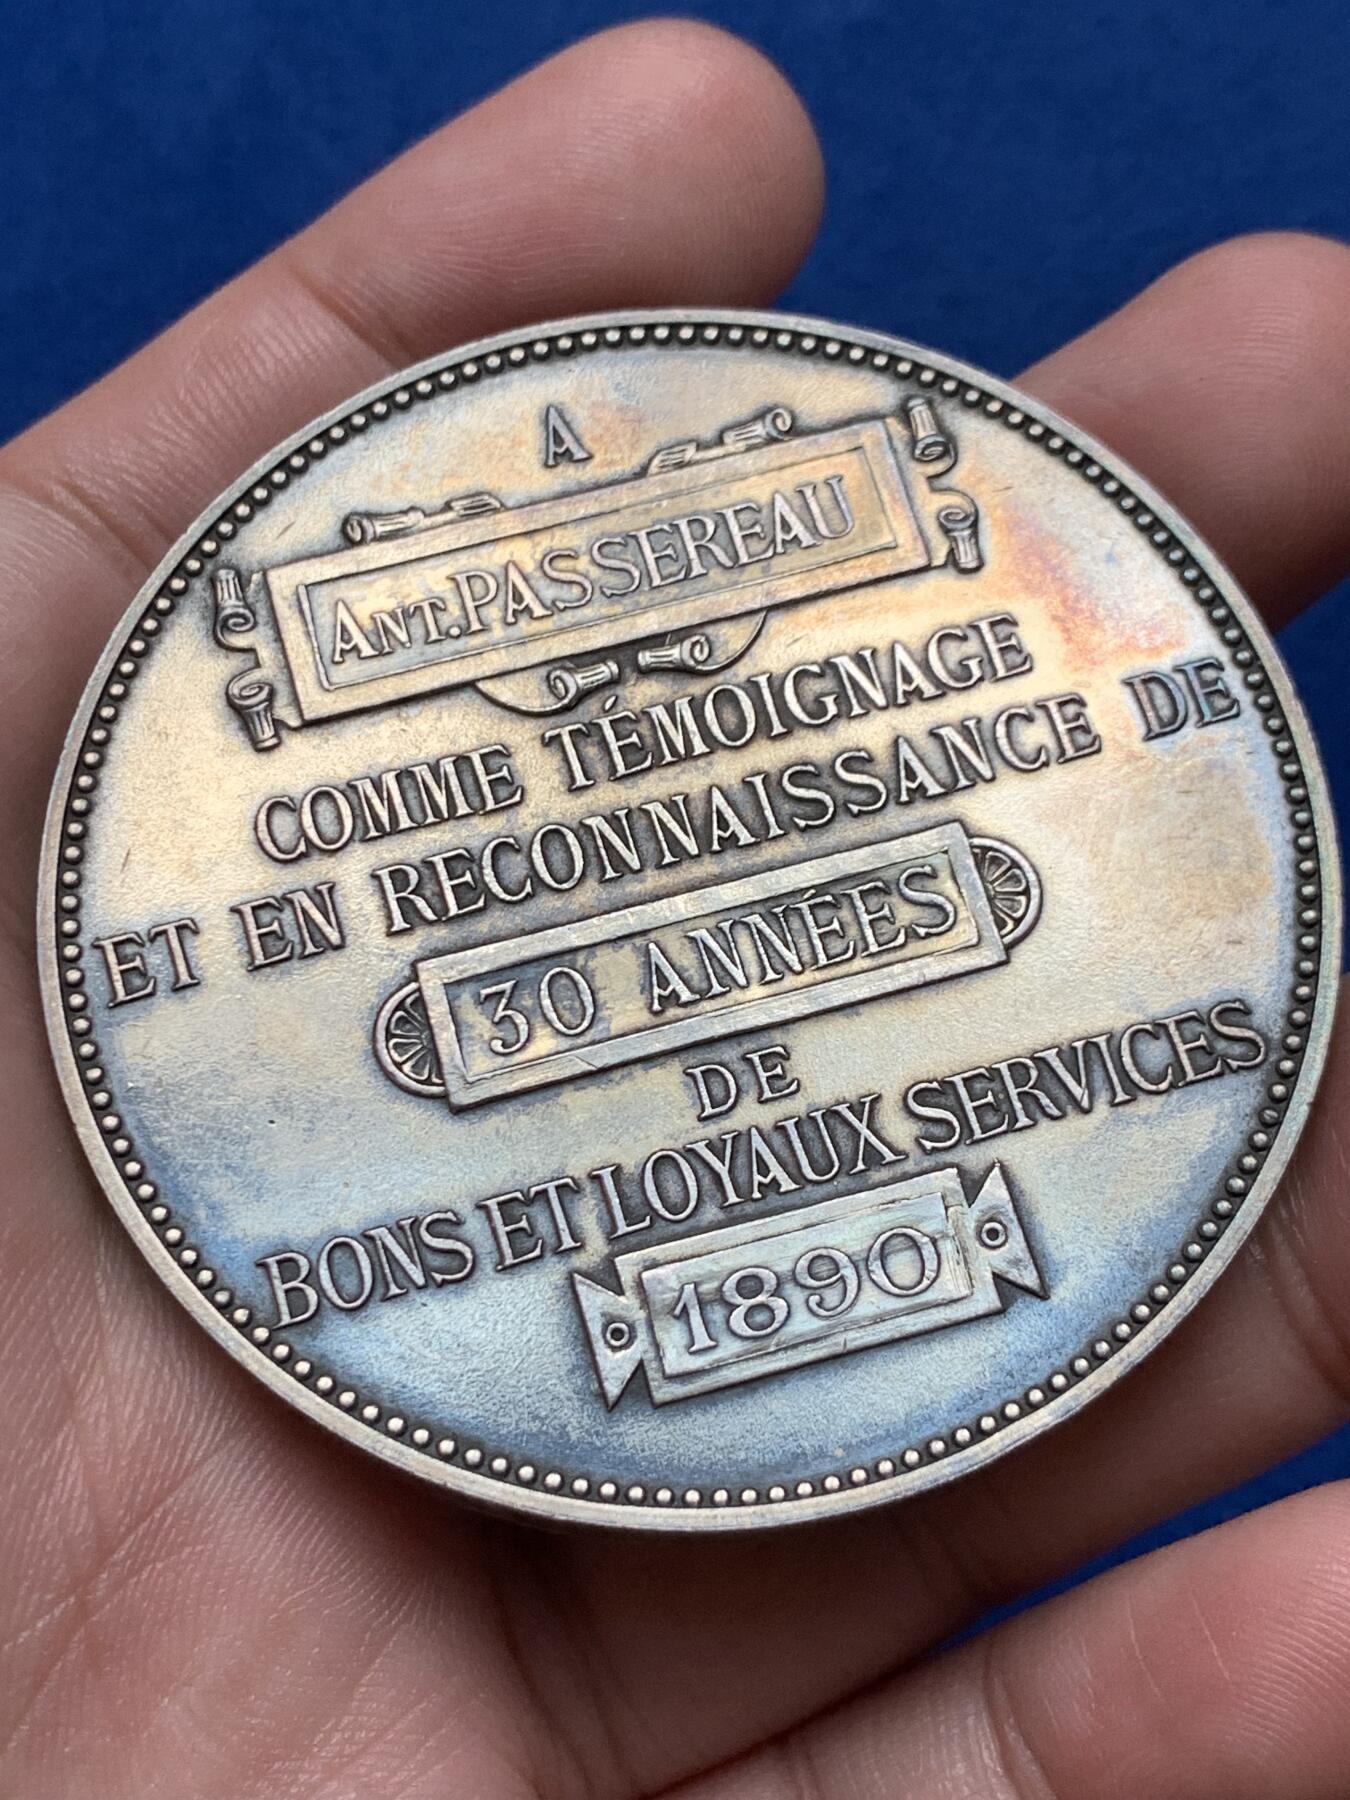 A
ANT. PASSEREAU
COMME TÉMOIGNAGE
ET EN RECONNAISSANCE DE
30 ANNÉES
DE
BONS ET LOYAUX SERVICES
1890